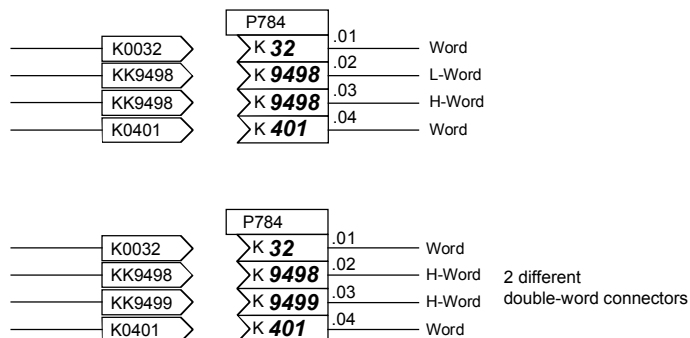 P784
K0032 K 32 .01 Word
KK9498 K 9498 .02 L-Word
KK9498 K 9498 .03 H-Word
K0401 K 401 .04 Word
P784
K0032 K 32 .01 Word
KK9498 K 9498 .02 H-Word 2 different
KK9499 K 9499 .03 H-Word double-word connectors
K0401 K 401 .04 Word